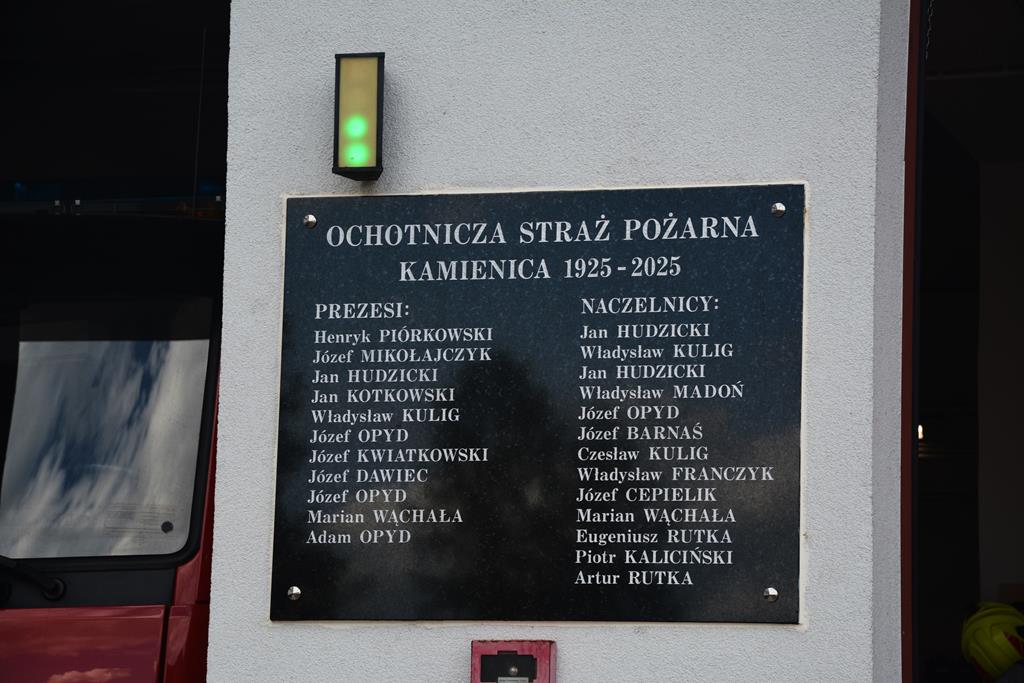 OCHOTNICZA STRAŻ POŻARNA
KAMIENICA 1925-2025
PREZESI:
Henryk PIÓRKOWSKI
Józef MIKOŁAJCZYK
Jan HUDZICKI
Jan KOTKOWSKI
Władysław KULIG
Józef OPYD
Józef KWIATKOWSKI
Józef DAWIEC
Józef OPYD
Marian WĄCHAŁA
Adam OPYD
NACZELNICY:
Jan HUDZICKI
Władysław KULIG
Jan HUDZICKI
Władysław MADOŃ
Józef OPYD
Józef BARNAŚ
Czesław KULIG
Władysław FRANCZYK
Józef CEPIELIK
Marian WĄCHAŁA
Eugeniusz RUTKA
Piotr KALICIŃSKI
Artur RUTKA